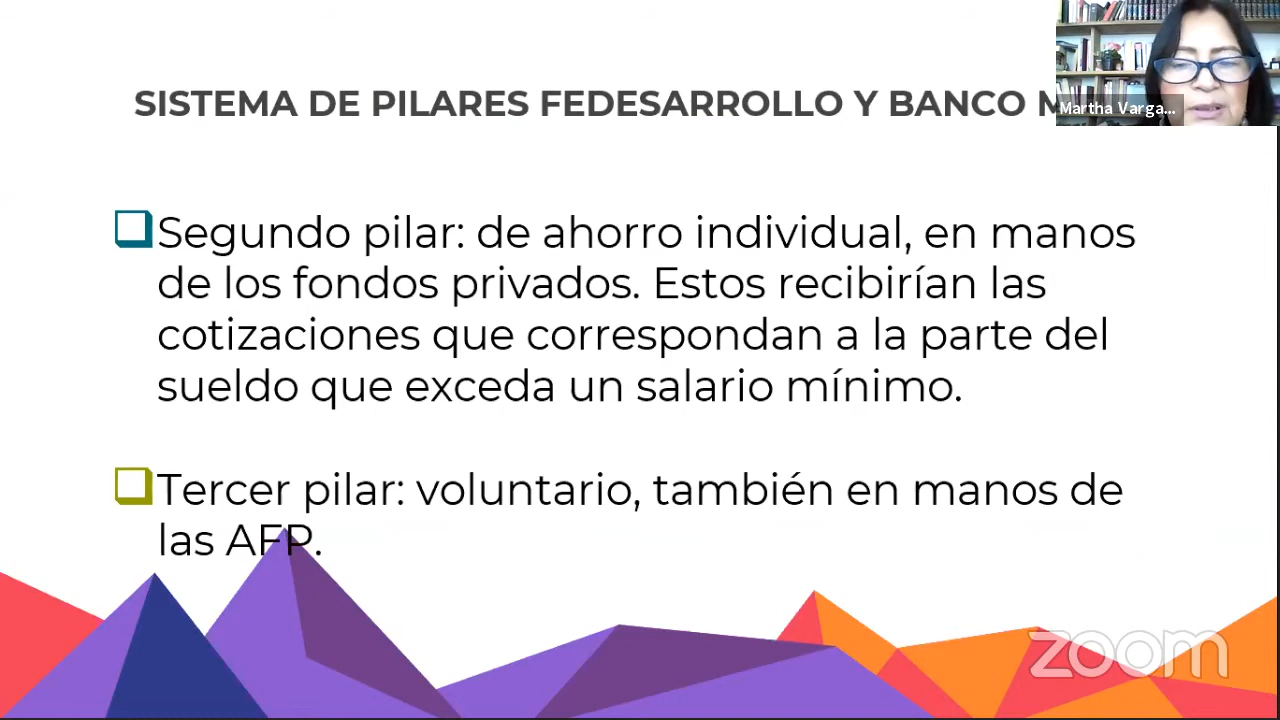 SISTEMA DE PILARES FEDESARROLLO Y BANCO
Martha Varga...
Segundo pilar: de ahorro individual, en manos
de los fondos privados. Estos recibirían las
cotizaciones que correspondan a la parte del
sueldo que exceda un salario mínimo.
Tercer pilar: voluntario, también en manos de
las AFP.
zoom